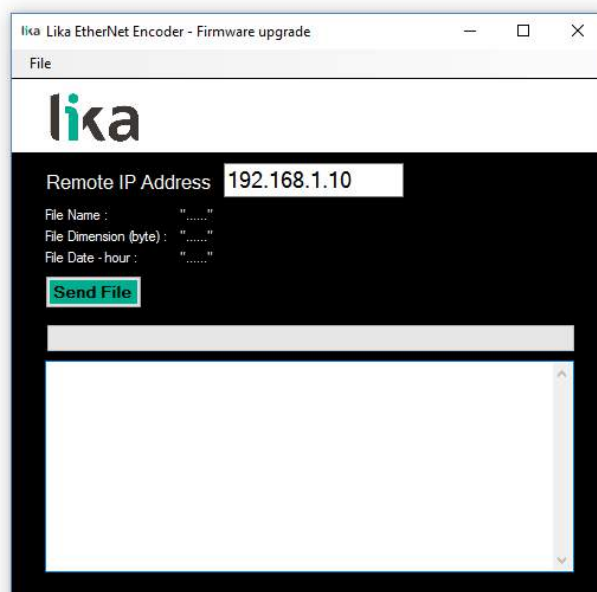 lika Lika EtherNet Encoder - Firmware upgrade
File
lika
Remote IP Address 192.168.1.10
File Name : "......"
File Dimension (byte) : "......"
File Date - hour : "......"
Send File